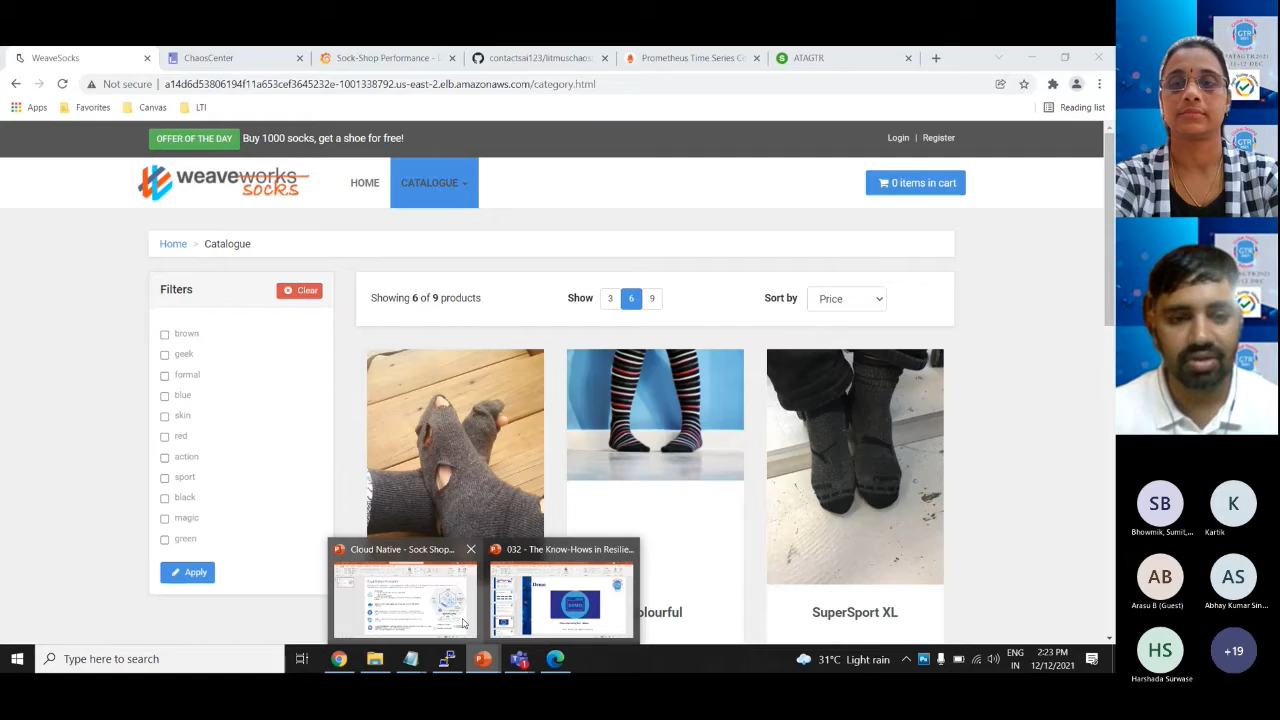 WeaveSocks
ChaosCenter
Sock-Shop Performance -
contactsai123/litmuschaos
Prometheus Time Series Co
ATAGTR
Not secure
a14d6d53806194f11a653cef3645232e-1001338792.us-east-2.elb.amazonaws.com/category.html
Apps
Favorites
Canvas
LTI
Reading list
OFFER OF THE DAY
Buy 1000 socks, get a shoe for free!
Login | Register
weaveworks
socks
HOME
CATALOGUE
0 items in cart
Home > Catalogue
Filters
Clear
brown
geek
formal
blue
skin
red
action
sport
black
magic
green
Apply
Showing 6 of 9 products
Show 3 6 9
Sort by Price
olourful
SuperSport XL
Cloud Native - Sock Shop...
032 - The Know-Hows in Resilie...
Demo
Type here to search
31°C Light rain
ENG
IN
2:23 PM
12/12/2021
GTR
SB
Bhowmik, Sumit,
K
Kartik
AB
Arasu B (Guest)
AS
Abhay Kumar Sin...
HS
Harshada Surwase
+19